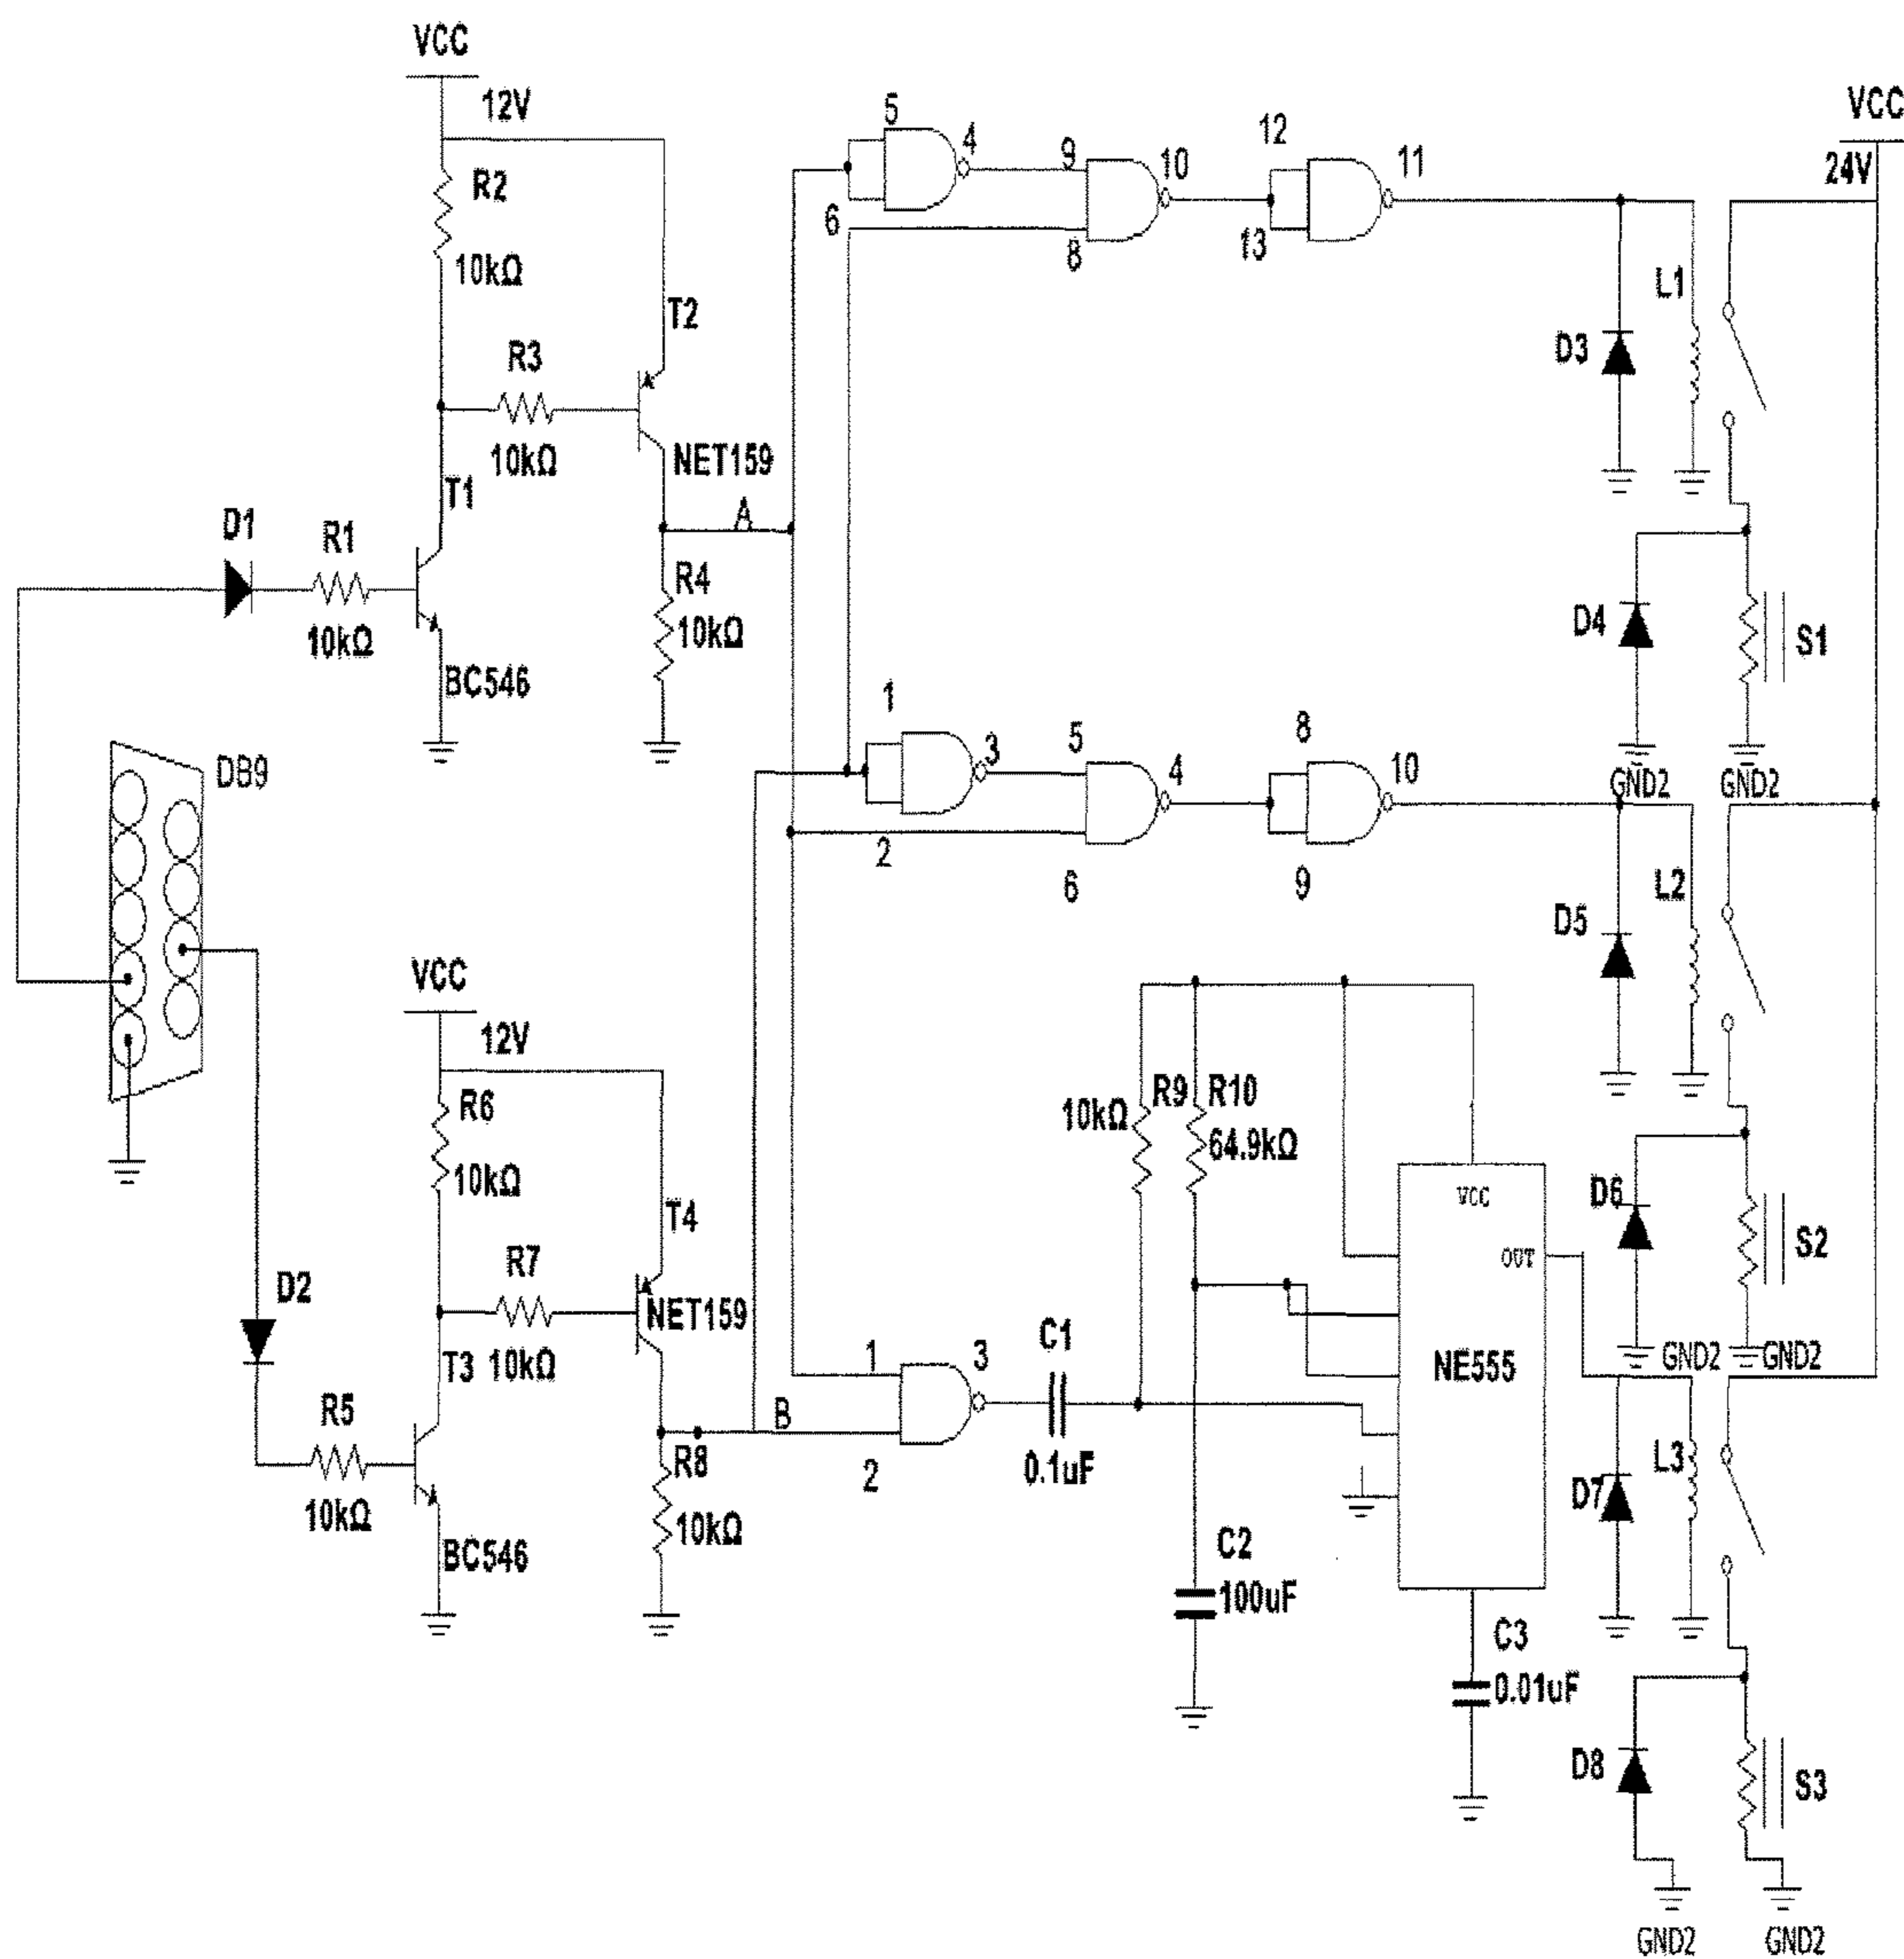 VCC
12V
R2
10kΩ
T2
R3
10kΩ
NET159
T1
D1
R1
10kΩ
BC546
A
R4
10kΩ
DB9
VCC
12V
R6
10kΩ
T4
R7
10kΩ
NET159
T3
D2
R5
10kΩ
BC546
B
R8
10kΩ
5
4
6
9
10
8
12
11
13
1
3
2
5
4
6
8
10
9
1
3
2
C1
0.1uF
R9
10kΩ
R10
64.9kΩ
C2
100uF
VCC
OUT
NE555
C3
0.01uF
VCC
24V
L1
D3
D4
S1
GND2
GND2
L2
D5
D6
S2
GND2
GND2
L3
D7
D8
S3
GND2
GND2